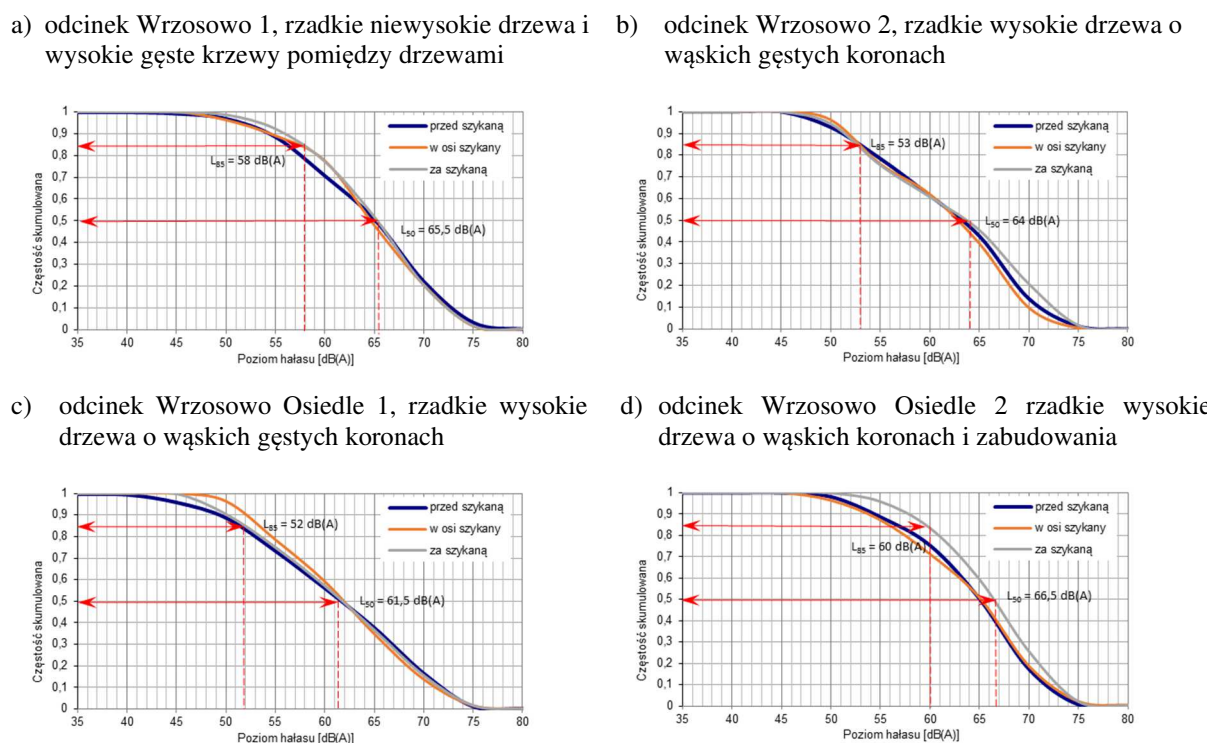 a) odcinek Wrzosowo 1, rzadkie niewysokie drzewa i
wysokie gęste krzewy pomiędzy drzewami
1
0,9
0,8
0,7
0,6
0,5
0,4
0,3
0,2
0,1
0
Częstość skumulowana
przed szykaną
w osi szykany
za szykaną
L85 = 58 dB(A)
L50 = 65,5 dB(A)
35 40 45 50 55 60 65 70 75 80
Poziom hałasu [dB(A)]
b) odcinek Wrzosowo 2, rzadkie wysokie drzewa o
wąskich gęstych koronach
1
0,9
0,8
0,7
0,6
0,5
0,4
0,3
0,2
0,1
0
Częstość skumulowana
przed szykaną
w osi szykany
za szykaną
L85 = 53 dB(A)
L50 = 64 dB(A)
35 40 45 50 55 60 65 70 75 80
Poziom hałasu [dB(A)]
c) odcinek Wrzosowo Osiedle 1, rzadkie wysokie
drzewa o wąskich gęstych koronach
1
0,9
0,8
0,7
0,6
0,5
0,4
0,3
0,2
0,1
0
Częstość skumulowana
przed szykaną
w osi szykany
za szykaną
L85 = 52 dB(A)
L50 = 61,5 dB(A)
35 40 45 50 55 60 65 70 75 80
Poziom hałasu [dB(A)]
d) odcinek Wrzosowo Osiedle 2 rzadkie wysokie
drzewa o wąskich koronach i zabudowania
1
0,9
0,8
0,7
0,6
0,5
0,4
0,3
0,2
0,1
0
Częstość skumulowana
przed szykaną
w osi szykany
za szykaną
L85 = 60 dB(A)
L50 = 66,5 dB(A)
35 40 45 50 55 60 65 70 75 80
Poziom hałasu [dB(A)]